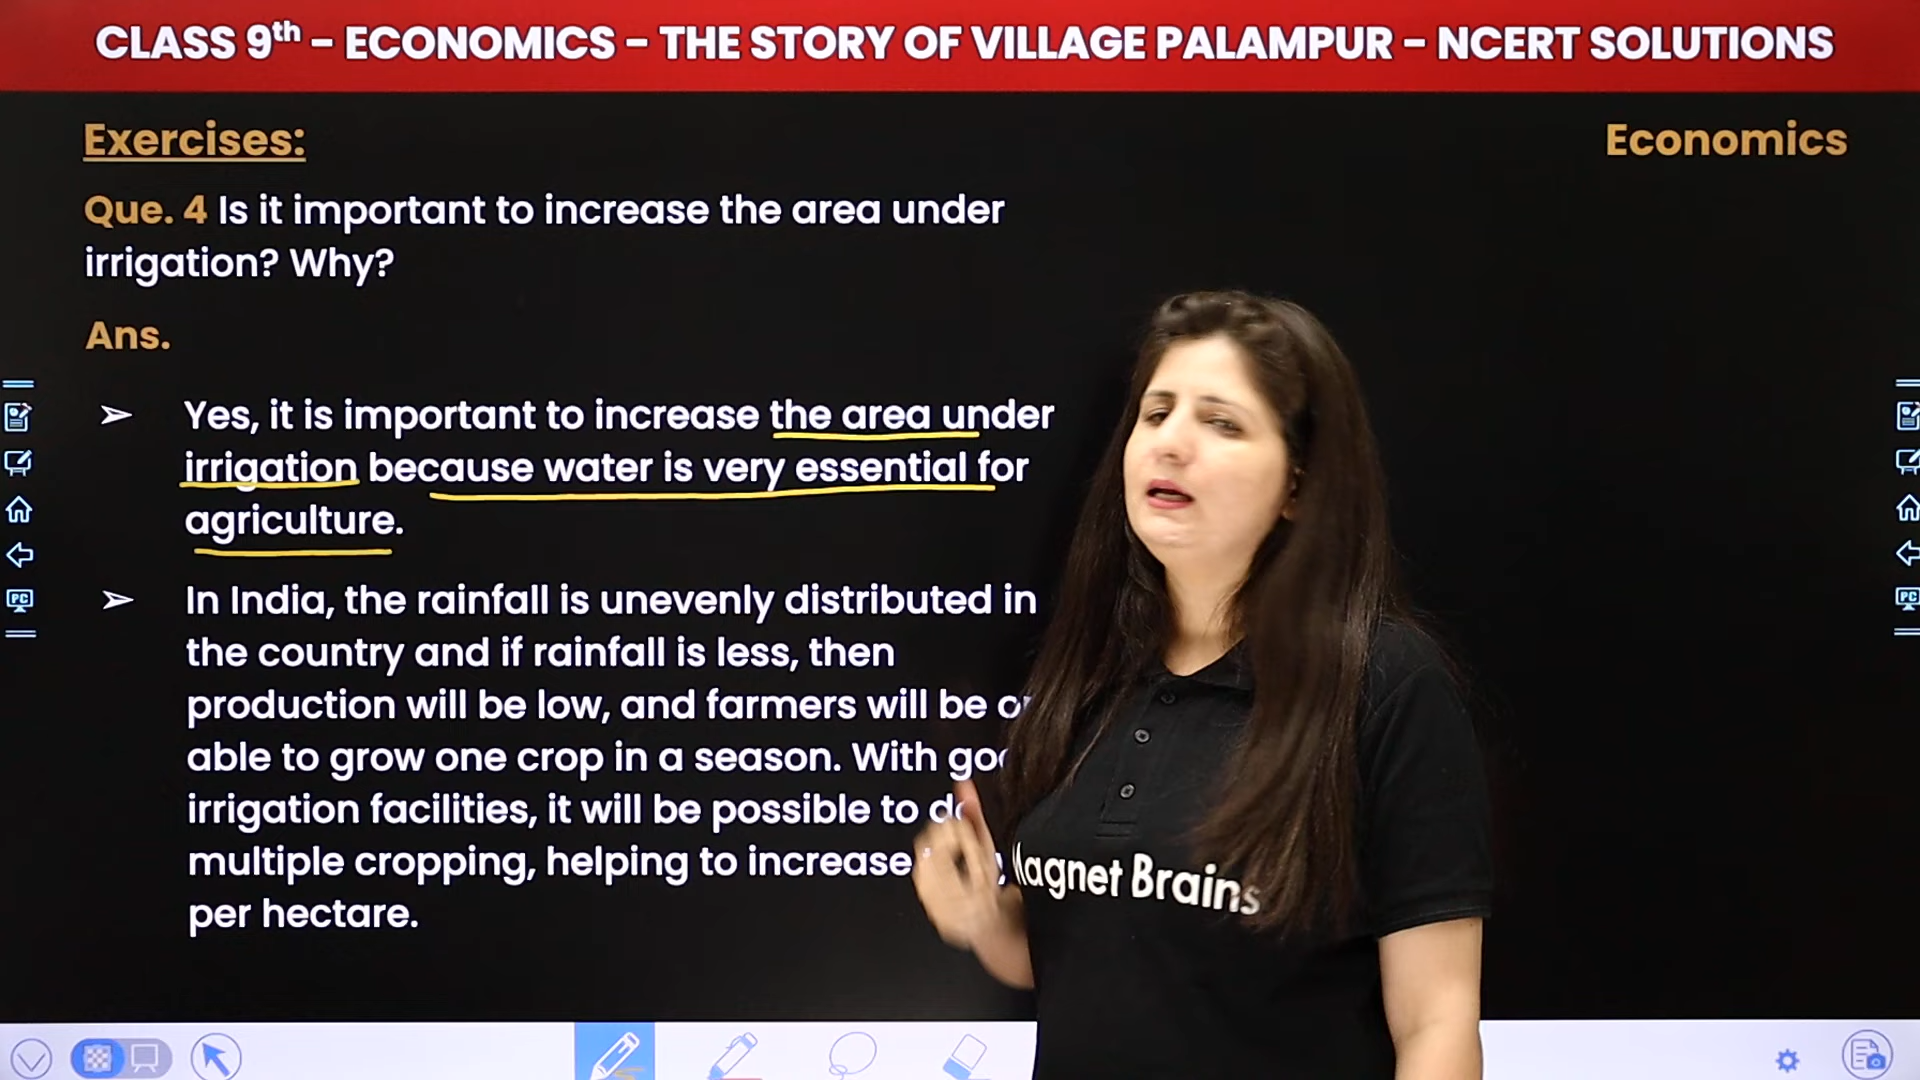 CLASS 9th – ECONOMICS – THE STORY OF VILLAGE PALAMPUR – NCERT SOLUTIONS
Exercises:
Economics
Que. 4 Is it important to increase the area under
irrigation? Why?
Ans.
➢ Yes, it is important to increase the area under
irrigation because water is very essential for
agriculture.
➢ In India, the rainfall is unevenly distributed in
the country and if rainfall is less, then
production will be low, and farmers will be
able to grow one crop in a season. With
irrigation facilities, it will be possible to
multiple cropping, helping to increase
per hectare.
Magnet Brains
PC
PC